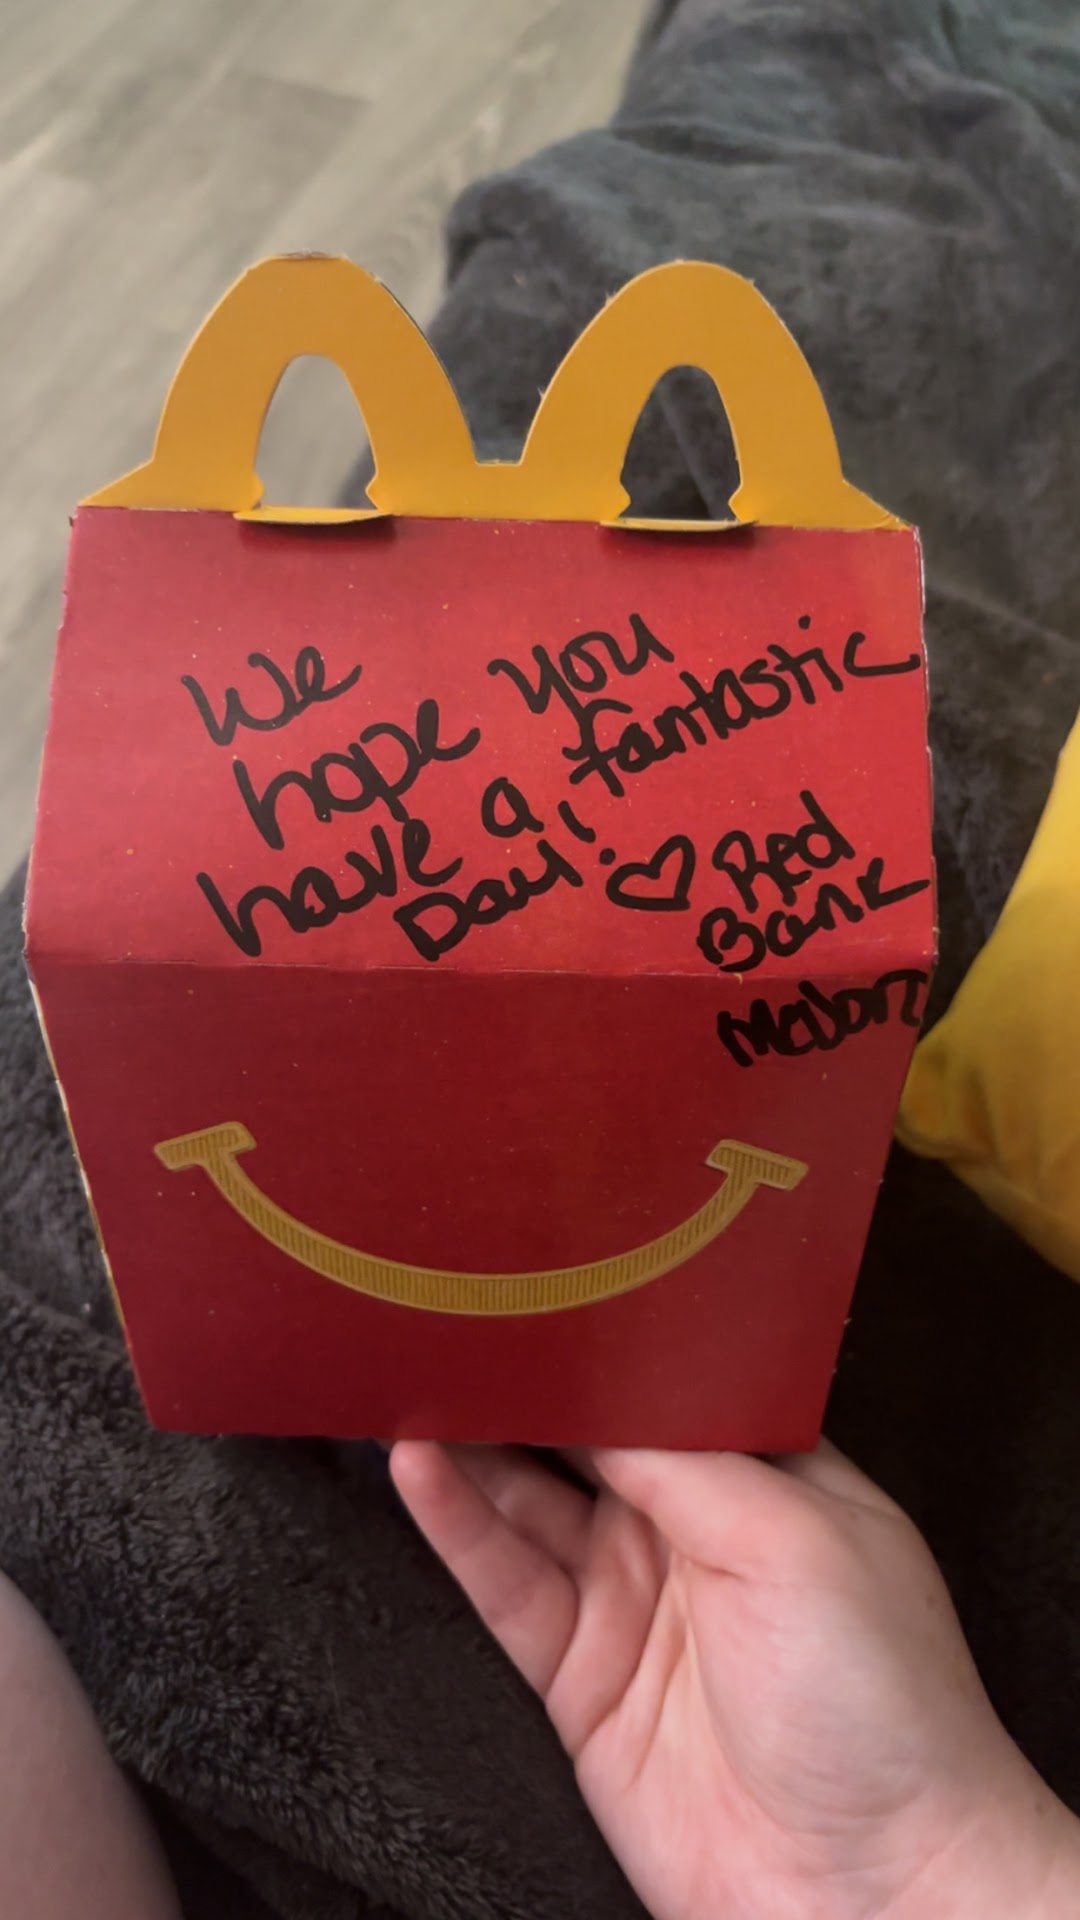 We
hope you
have a fantastic
Day! ♡ Red
Bank